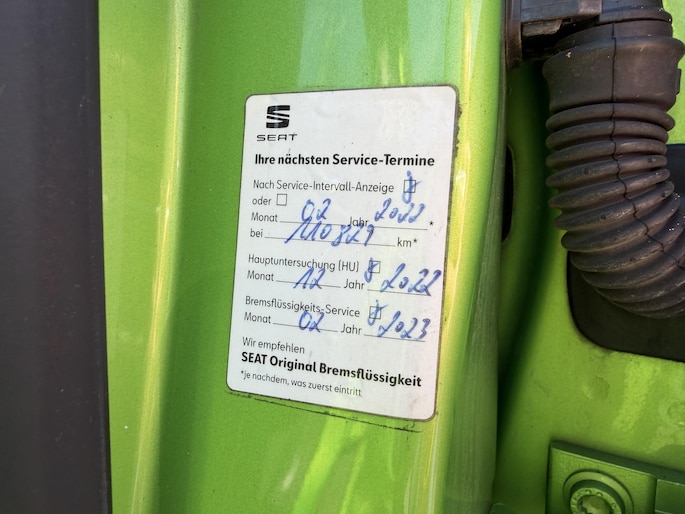 SEAT
Ihre nächsten Service-Termine
Nach Service-Intervall-Anzeige
oder
Monat 02 Jahr 2022*
bei 110829 km*
Hauptuntersuchung (HU)
Monat 12 Jahr 2022
Bremsflüssigkeits-Service
Monat 02 Jahr 2023
Wir empfehlen
SEAT Original Bremsflüssigkeit
*je nachdem, was zuerst eintritt